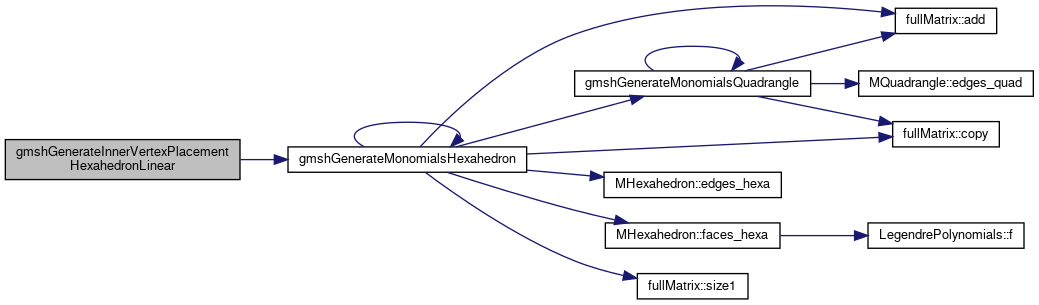 gmshGenerateInnerVertexPlacement
HexahedronLinear
gmshGenerateMonomialsHexahedron
gmshGenerateMonomialsQuadrangle
fullMatrix::add
MQuadrangle::edges_quad
fullMatrix::copy
MHexahedron::edges_hexa
MHexahedron::faces_hexa
LegendrePolynomials::f
fullMatrix::size1